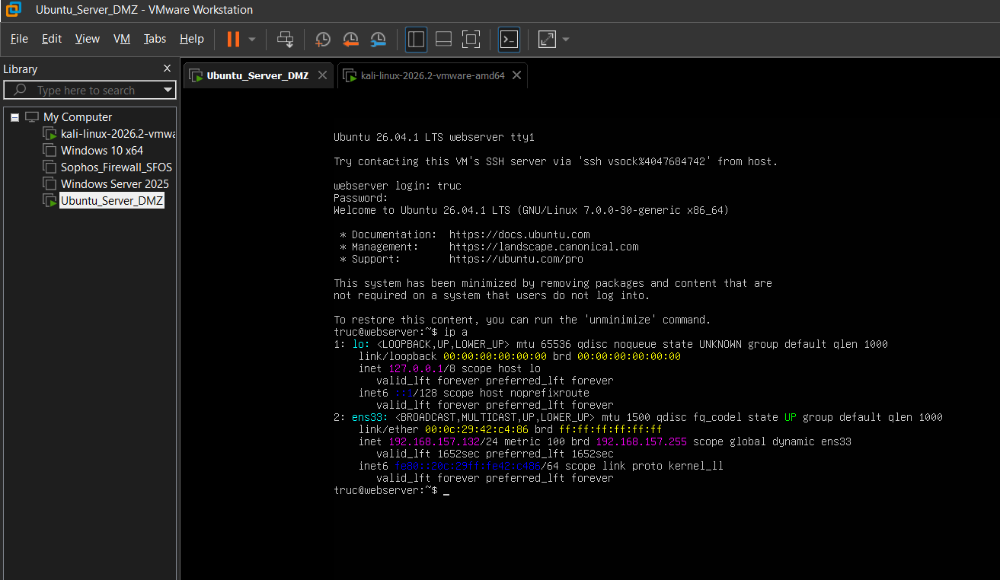 Ubuntu_Server_DMZ - VMware Workstation
File Edit View VM Tabs Help
Library
Type here to search
My Computer
kali-linux-2026.2-vmwa
Windows 10 x64
Sophos_Firewall_SFOS
Windows Server 2025
Ubuntu_Server_DMZ
Ubuntu_Server_DMZ kali-linux-2026.2-vmware-amd64
Ubuntu 26.04.1 LTS webserver tty1
Try contacting this VM's SSH server via 'ssh vsock%4047684742' from host.
webserver login: truc
Password:
Welcome to Ubuntu 26.04.1 LTS (GNU/Linux 7.0.0-30-generic x86_64)
* Documentation: https://docs.ubuntu.com
* Management: https://landscape.canonical.com
* Support: https://ubuntu.com/pro
This system has been minimized by removing packages and content that are
not required on a system that users do not log into.
To restore this content, you can run the 'unminimize' command.
truc@webserver:~$ ip a
1: lo: <LOOPBACK,UP,LOWER_UP> mtu 65536 qdisc noqueue state UNKNOWN group default qlen 1000
link/loopback 00:00:00:00:00:00 brd 00:00:00:00:00:00
inet 127.0.0.1/8 scope host lo
valid_lft forever preferred_lft forever
inet6 ::1/128 scope host noprefixroute
valid_lft forever preferred_lft forever
2: ens33: <BROADCAST,MULTICAST,UP,LOWER_UP> mtu 1500 qdisc fq_codel state UP group default qlen 1000
link/ether 00:0c:29:42:c4:86 brd ff:ff:ff:ff:ff:ff
inet 192.168.157.132/24 metric 100 brd 192.168.157.255 scope global dynamic ens33
valid_lft 1652sec preferred_lft 1652sec
inet6 fe80::20c:29ff:fe42:c486/64 scope link proto kernel_ll
valid_lft forever preferred_lft forever
truc@webserver:~$ _